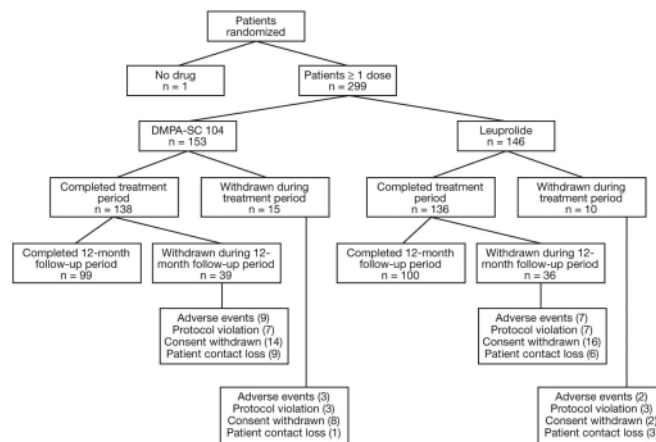 Patients
randomized
No drug
n = 1
Patients ≥ 1 dose
n = 299
DMPA-SC 104
n = 153
Leuprolide
n = 146
Completed treatment
period
n = 138
Withdrawn during
treatment period
n = 15
Completed treatment
period
n = 136
Withdrawn during
treatment period
n = 10
Completed 12-month
follow-up period
n = 99
Withdrawn during 12-
month follow-up period
n = 39
Completed 12-month
follow-up period
n = 100
Withdrawn during 12-
month follow-up period
n = 36
Adverse events (9)
Protocol violation (7)
Consent withdrawn (14)
Patient contact loss (9)
Adverse events (7)
Protocol violation (7)
Consent withdrawn (16)
Patient contact loss (6)
Adverse events (3)
Protocol violation (3)
Consent withdrawn (8)
Patient contact loss (1)
Adverse events (2)
Protocol violation (3)
Consent withdrawn (2)
Patient contact loss (3)